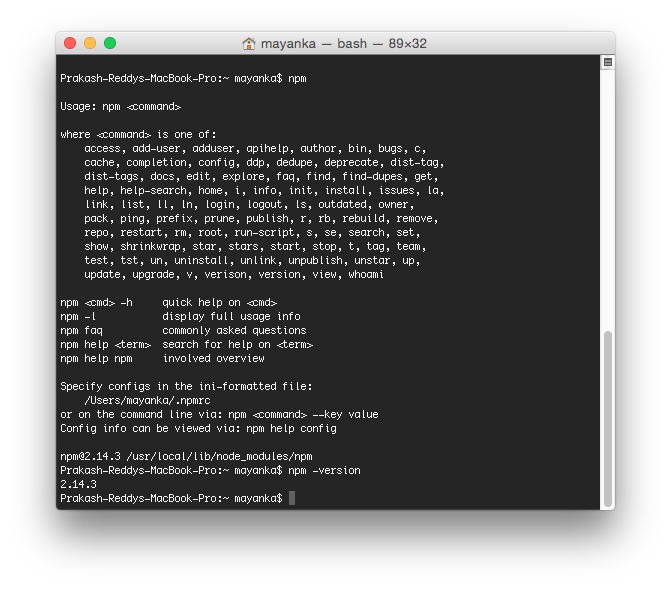 mayanka — bash — 89×32
Prakash-Reddys-MacBook-Pro:~ mayanka$ npm
Usage: npm <command>
where <command> is one of:
    access, add-user, adduser, apihelp, author, bin, bugs, c,
    cache, completion, config, ddp, dedupe, deprecate, dist-tag,
    dist-tags, docs, edit, explore, faq, find, find-dupes, get,
    help, help-search, home, i, info, init, install, issues, la,
    link, list, ll, ln, login, logout, ls, outdated, owner,
    pack, ping, prefix, prune, publish, r, rb, rebuild, remove,
    repo, restart, rm, root, run-script, s, se, search, set,
    show, shrinkwrap, star, stars, start, stop, t, tag, team,
    test, tst, un, uninstall, unlink, unpublish, unstar, up,
    update, upgrade, v, verison, version, view, whoami
npm <cmd> -h     quick help on <cmd>
npm -l           display full usage info
npm faq          commonly asked questions
npm help <term>  search for help on <term>
npm help npm     involved overview
Specify configs in the ini-formatted file:
    /Users/mayanka/.npmrc
or on the command line via: npm <command> --key value
Config info can be viewed via: npm help config
npm@2.14.3 /usr/local/lib/node_modules/npm
Prakash-Reddys-MacBook-Pro:~ mayanka$ npm -version
2.14.3
Prakash-Reddys-MacBook-Pro:~ mayanka$